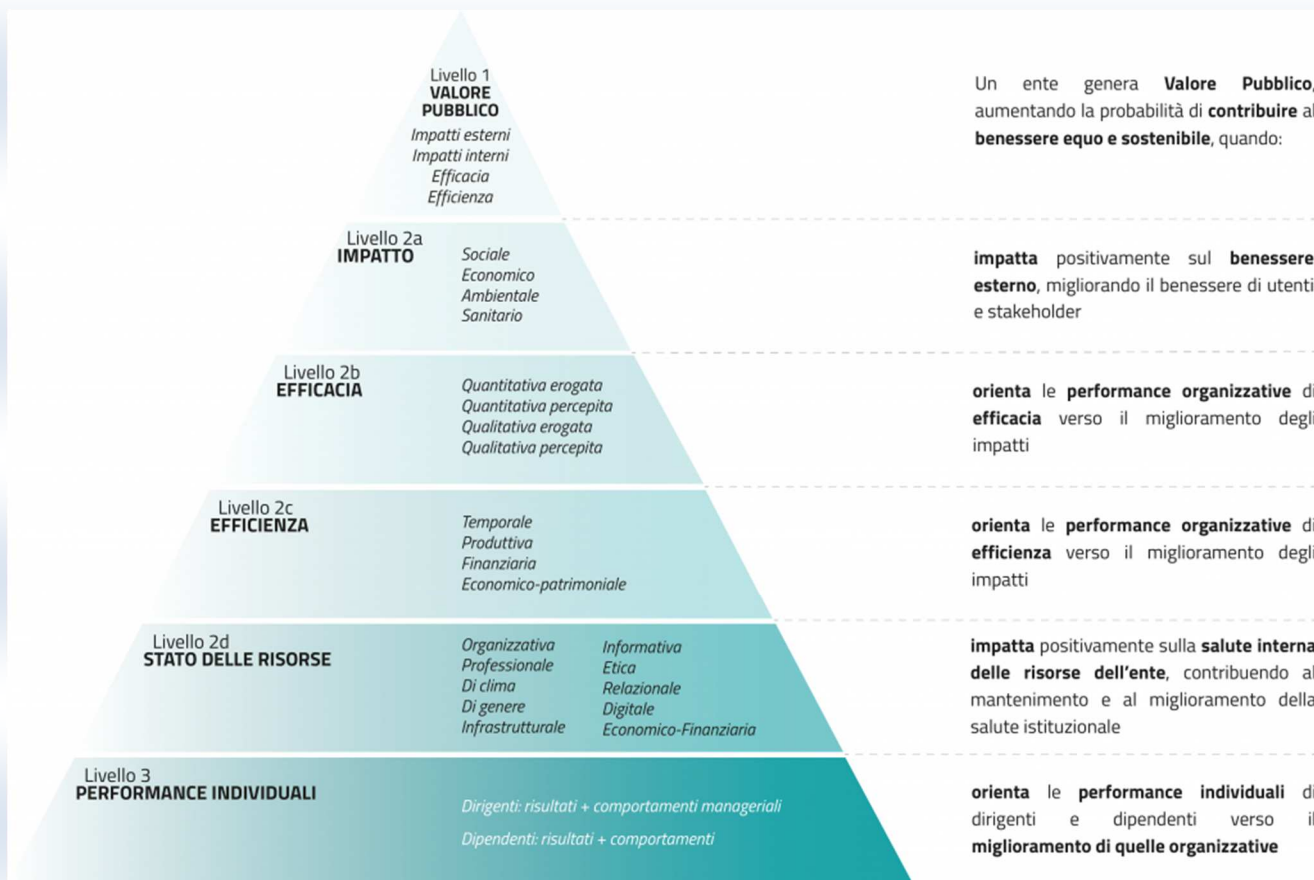 Livello 1
VALORE
PUBBLICO
Impatti esterni
Impatti interni
Efficacia
Efficienza
Un ente genera Valore Pubblico,
aumentando la probabilità di contribuire al
benessere equo e sostenibile, quando:
Livello 2a
IMPATTO
Sociale
Economico
Ambientale
Sanitario
impatta positivamente sul benessere
esterno, migliorando il benessere di utenti
e stakeholder
Livello 2b
EFFICACIA
Quantitativa erogata
Quantitativa percepita
Qualitativa erogata
Qualitativa percepita
orienta le performance organizzative di
efficacia verso il miglioramento degli
impatti
Livello 2c
EFFICIENZA
Temporale
Produttiva
Finanziaria
Economico-patrimoniale
orienta le performance organizzative di
efficienza verso il miglioramento degli
impatti
Livello 2d
STATO DELLE RISORSE
Organizzativa
Professionale
Di clima
Di genere
Infrastrutturale
Informativa
Etica
Relazionale
Digitale
Economico-Finanziaria
impatta positivamente sulla salute interna
delle risorse dell'ente, contribuendo al
mantenimento e al miglioramento della
salute istituzionale
Livello 3
PERFORMANCE INDIVIDUALI
Dirigenti: risultati + comportamenti manageriali
Dipendenti: risultati + comportamenti
orienta le performance individuali di
dirigenti e dipendenti verso il
miglioramento di quelle organizzative